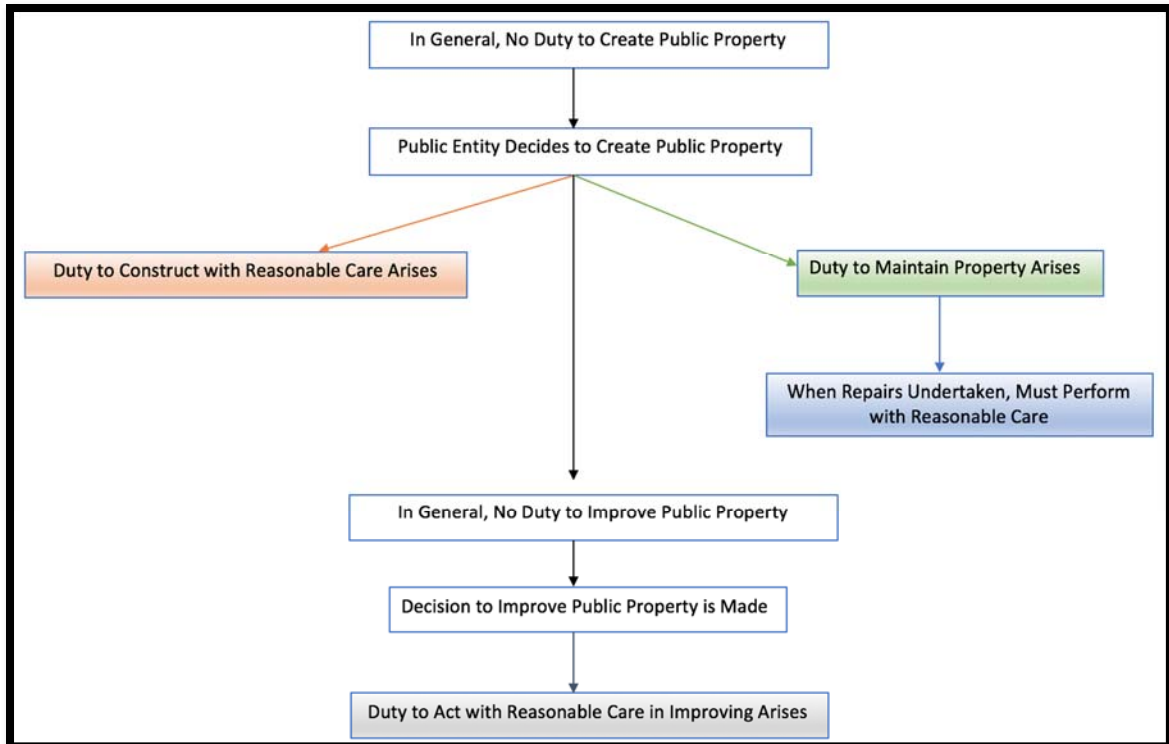 In General, No Duty to Create Public Property
Public Entity Decides to Create Public Property
Duty to Construct with Reasonable Care Arises
Duty to Maintain Property Arises
When Repairs Undertaken, Must Perform
with Reasonable Care
In General, No Duty to Improve Public Property
Decision to Improve Public Property is Made
Duty to Act with Reasonable Care in Improving Arises